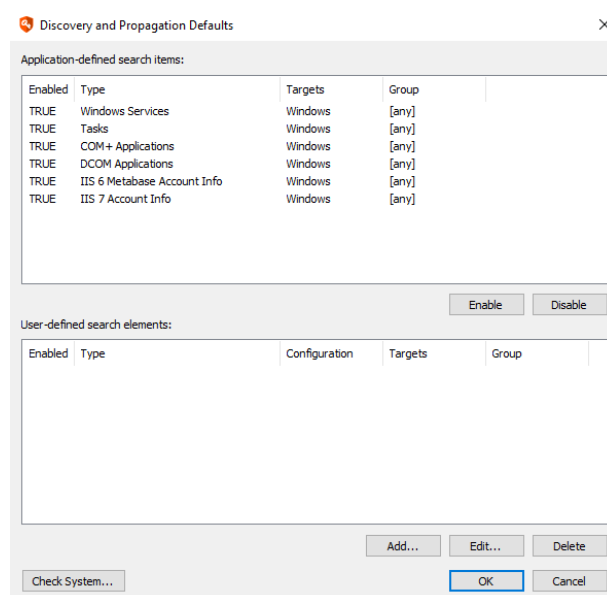 Discovery and Propagation Defaults
Application-defined search items:
Enabled Type Targets Group
TRUE Windows Services Windows [any]
TRUE Tasks Windows [any]
TRUE COM+ Applications Windows [any]
TRUE DCOM Applications Windows [any]
TRUE IIS 6 Metabase Account Info Windows [any]
TRUE IIS 7 Account Info Windows [any]
Enable Disable
User-defined search elements:
Enabled Type Configuration Targets Group
Add... Edit... Delete
Check System... OK Cancel